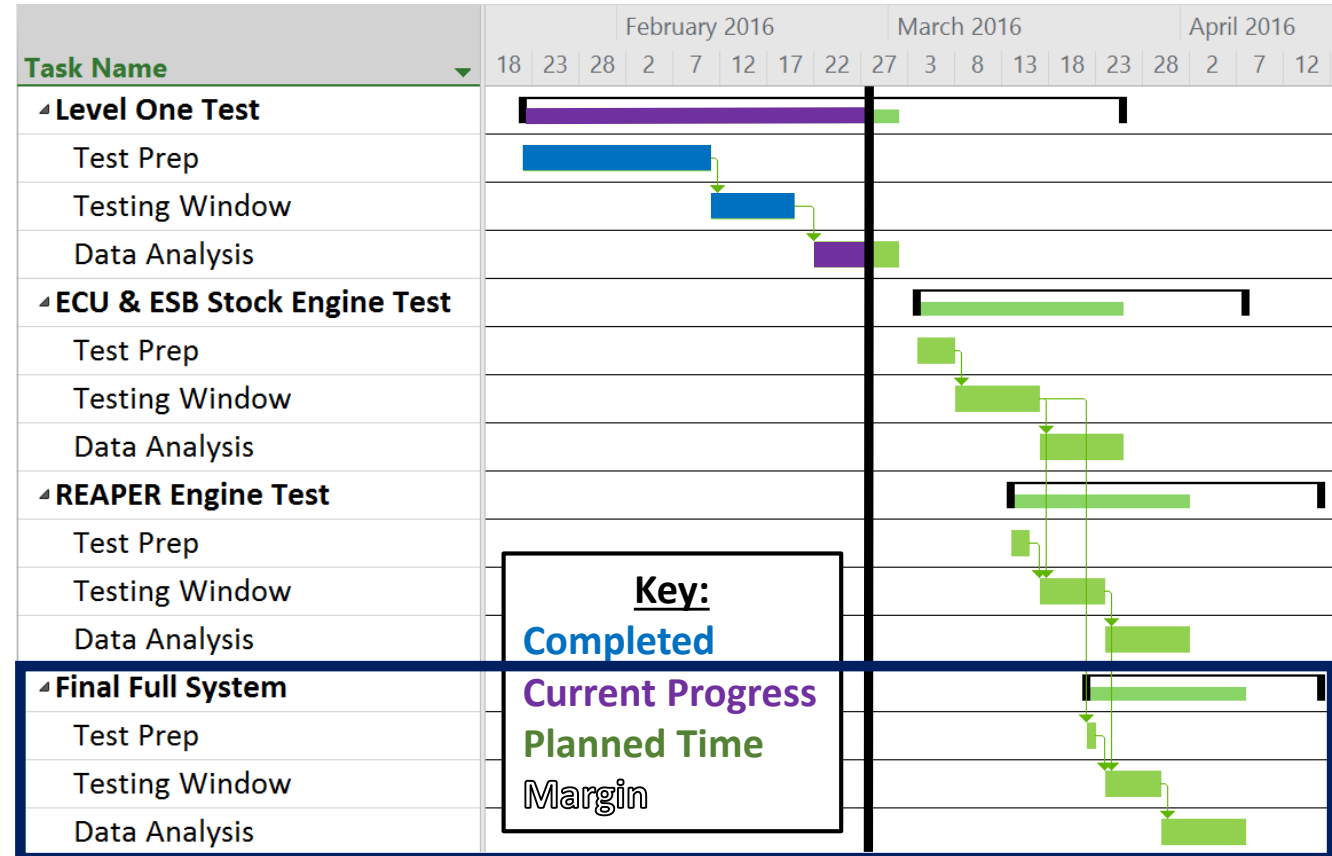 February 2016 March 2016 April 2016
Task Name 18 23 28 2 7 12 17 22 27 3 8 13 18 23 28 2 7 12
Level One Test
Test Prep
Testing Window
Data Analysis
ECU & ESB Stock Engine Test
Test Prep
Testing Window
Data Analysis
REAPER Engine Test
Test Prep
Testing Window
Data Analysis
Final Full System
Test Prep
Testing Window
Data Analysis
Key:
Completed
Current Progress
Planned Time
Margin